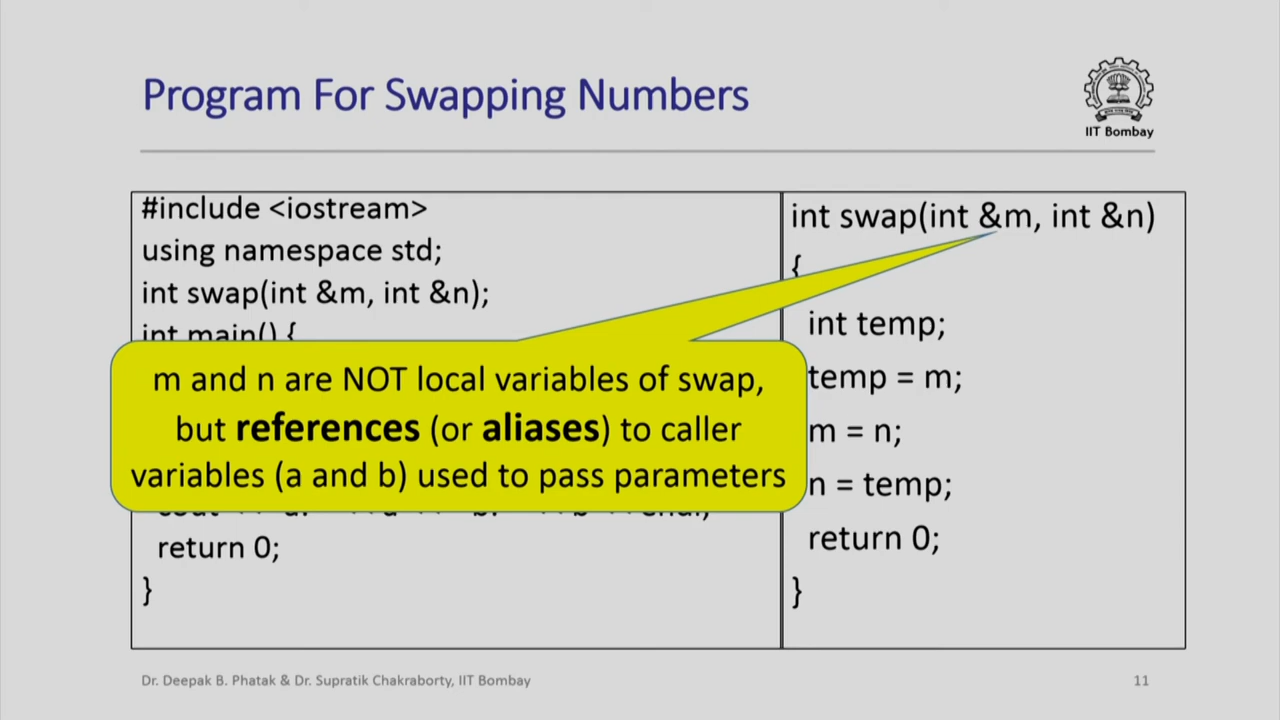 Program For Swapping Numbers
IIT Bombay
#include <iostream>
using namespace std;
int swap(int &m, int &n);
int main() {
m and n are NOT local variables of swap,
but references (or aliases) to caller
variables (a and b) used to pass parameters
return 0;
}
int swap(int &m, int &n)
{
int temp;
temp = m;
m = n;
n = temp;
return 0;
}
Dr. Deepak B. Phatak & Dr. Supratik Chakraborty, IIT Bombay
11